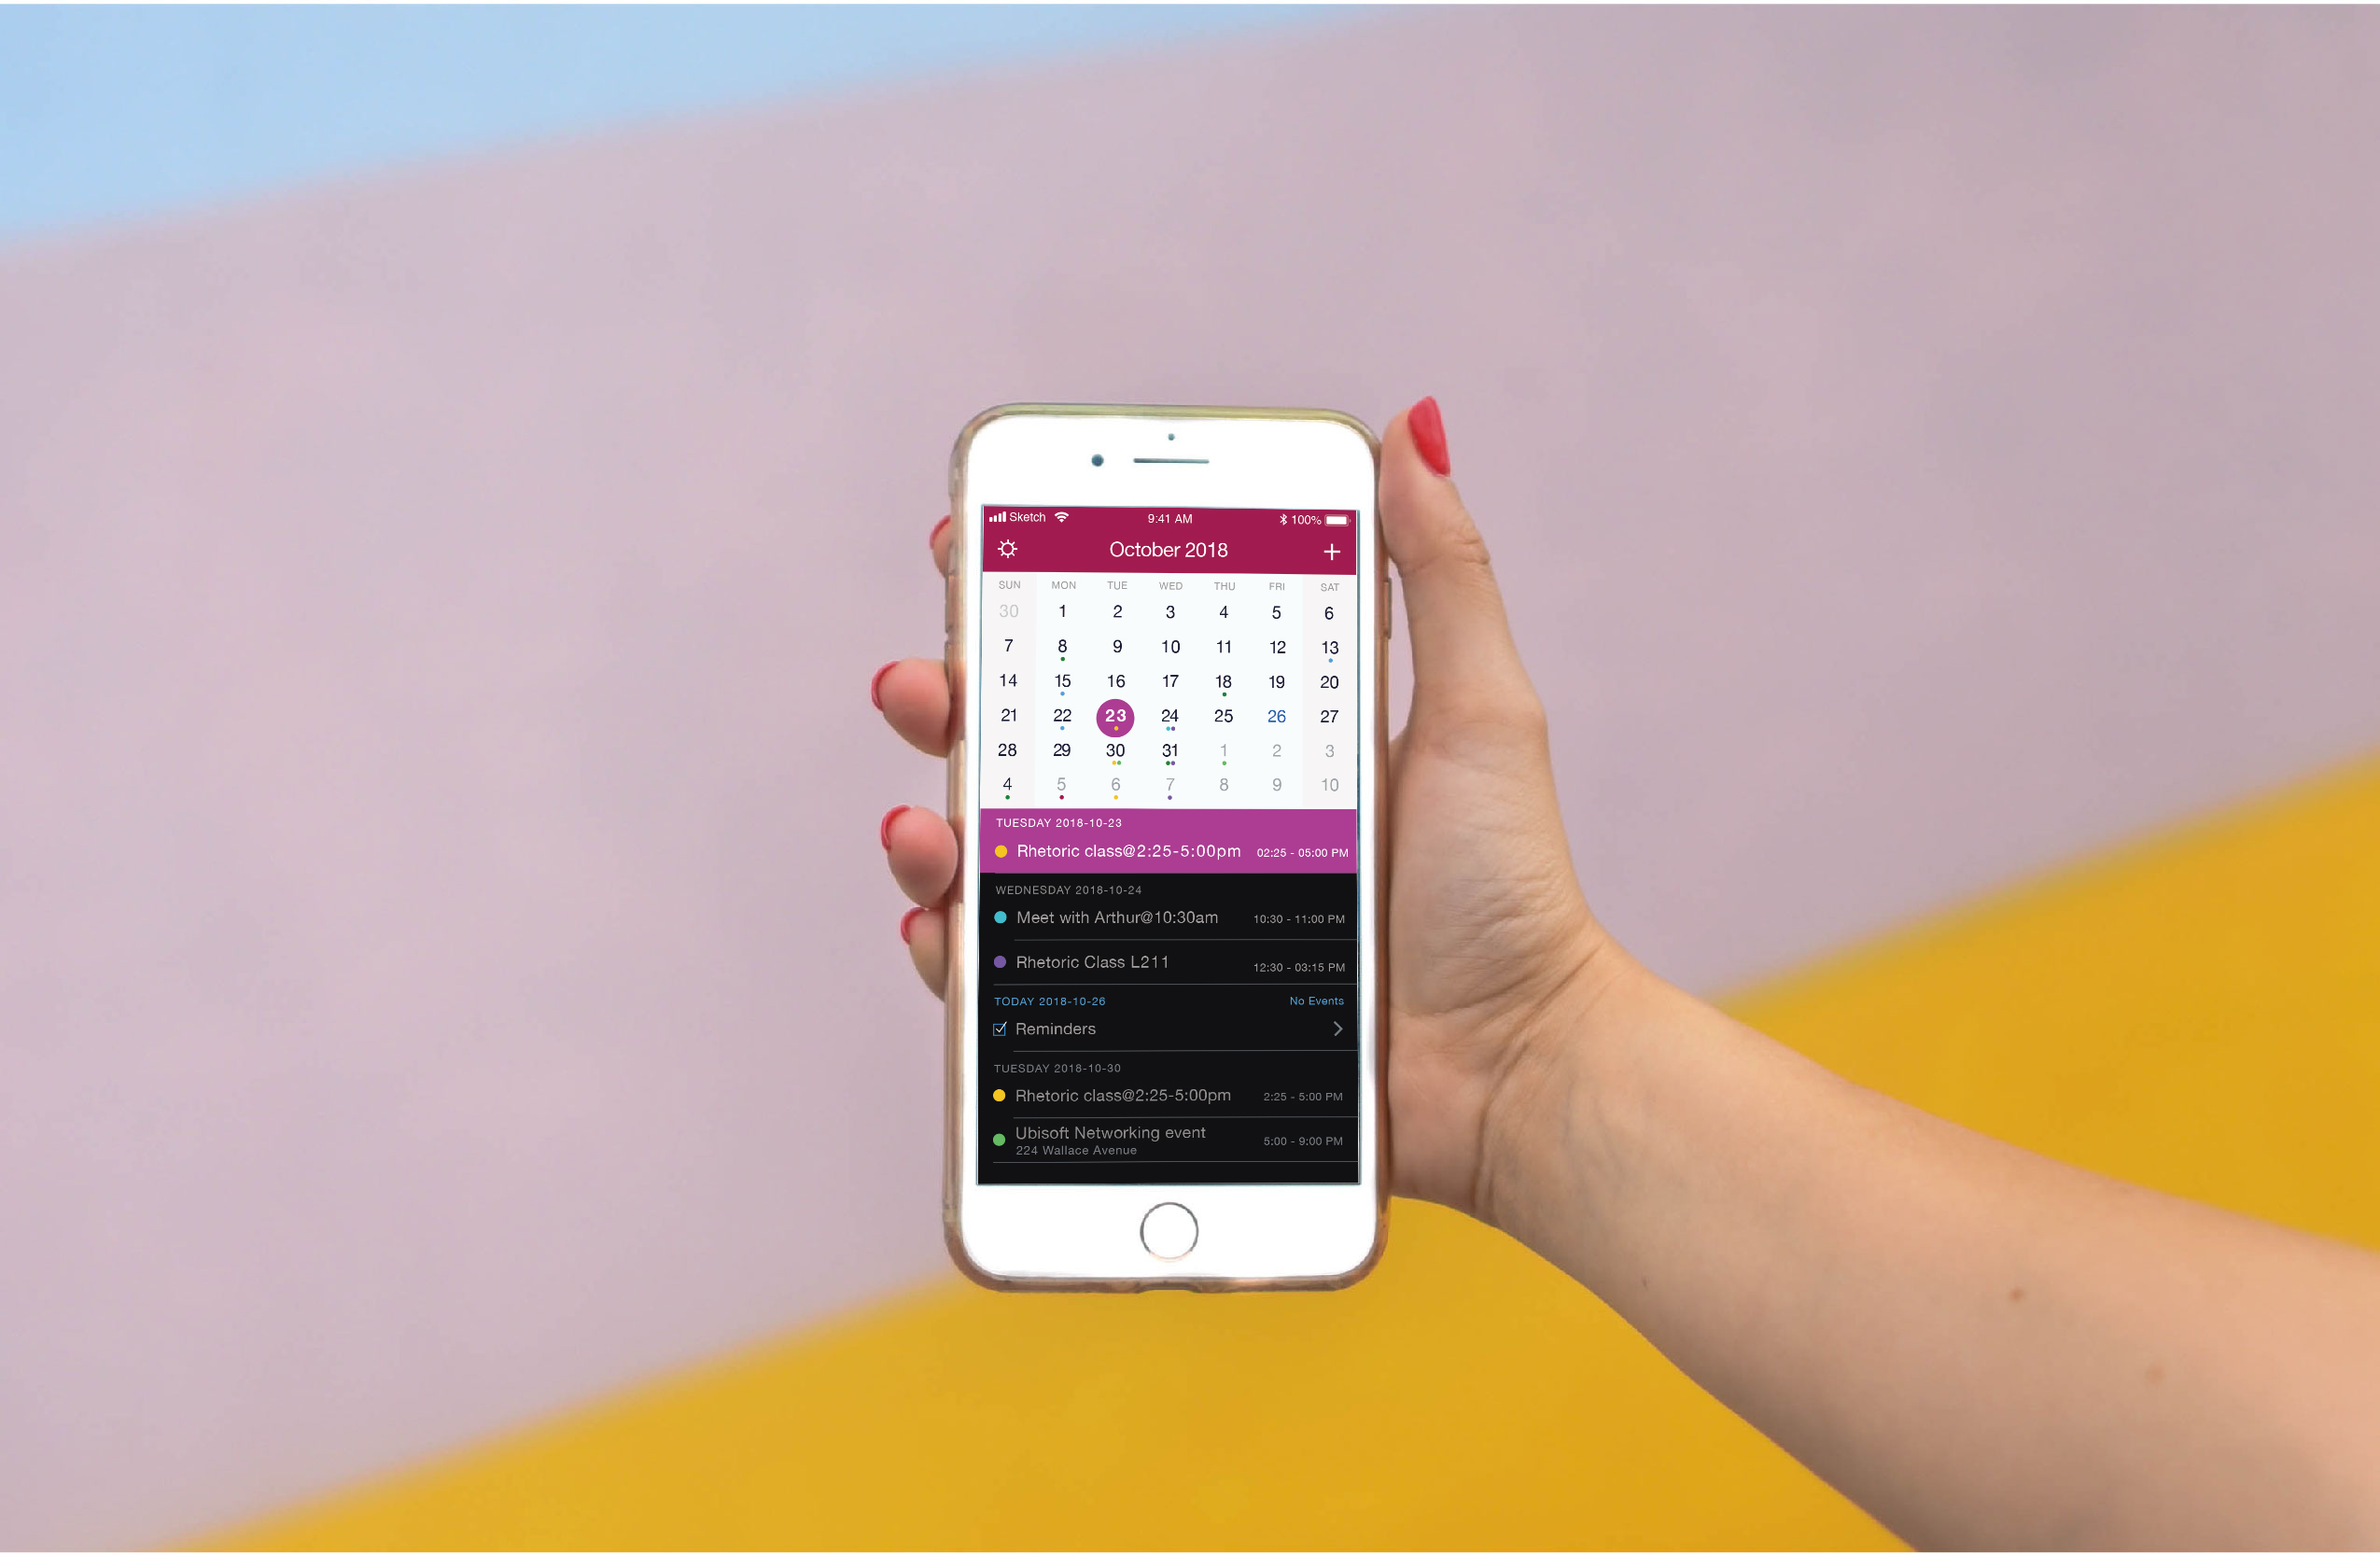 Sketch 9:41 AM 100%
October 2018
SUN MON TUE WED THU FRI SAT
30 1 2 3 4 5 6
7 8 9 10 11 12 13
14 15 16 17 18 19 20
21 22 23 24 25 26 27
28 29 30 31 1 2 3
4 5 6 7 8 9 10
TUESDAY 2018-10-23
Rhetoric class@2:25-5:00pm 02:25 - 05:00 PM
WEDNESDAY 2018-10-24
Meet with Arthur@10:30am 10:30 - 11:00 PM
Rhetoric Class L211 12:30 - 03:15 PM
TODAY 2018-10-26 No Events
Reminders
TUESDAY 2018-10-30
Rhetoric class@2:25-5:00pm 2:25 - 5:00 PM
Ubisoft Networking event 5:00 - 9:00 PM
224 Wallace Avenue